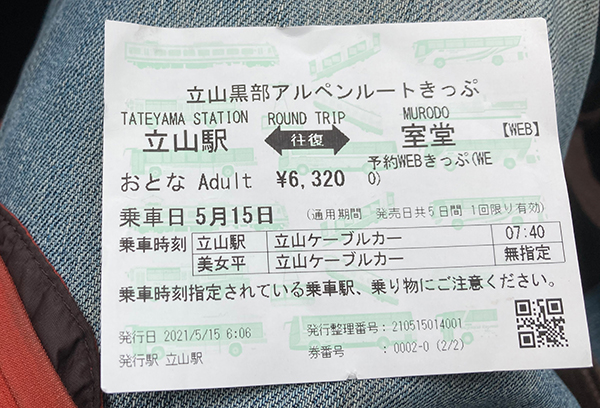 立山黒部アルペンルートきっぷ
TATEYAMA STATION ROUND TRIP MURODO
立山駅 往復 室堂 【WEB】
おとな Adult ¥6,320 予約WEBきっぷ(WE
0)
乗車日 5月15日 (適用期間 発売日共5日間 1回限り有効)
乗車時刻 立山駅 立山ケーブルカー 07:40
美女平 立山ケーブルカー 無指定
乗車時刻指定されている乗車駅、乗り物にご注意ください。
発行日 2021/5/15 6:06 発行整理番号:210515014001
発行駅 立山駅 券番号 :0002-0 (2/2)